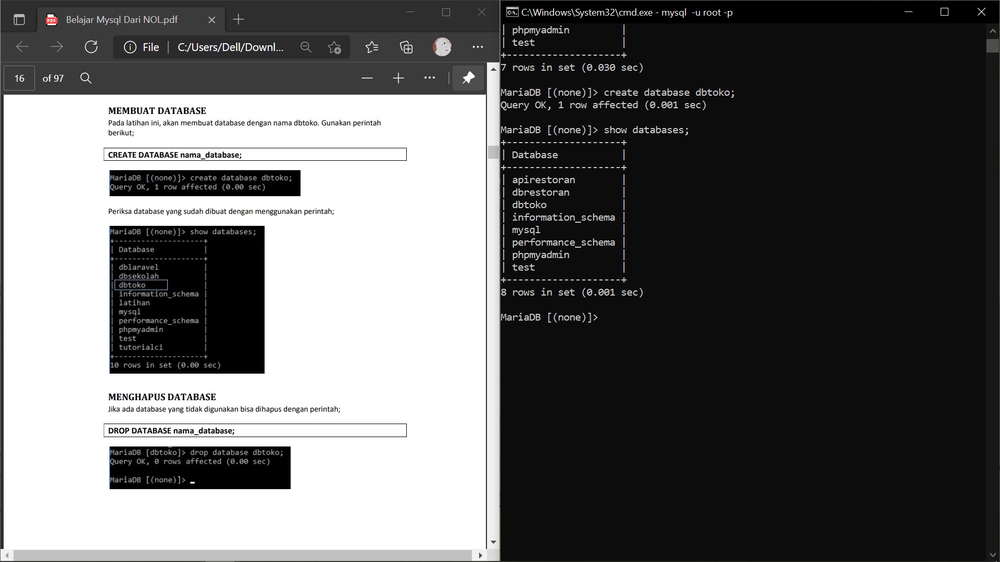 Belajar Mysql Dari NOL.pdf
File
C:/Users/Dell/Downl...
16 of 97
MEMBUAT DATABASE
Pada latihan ini, akan membuat database dengan nama dbtoko. Gunakan perintah
berikut;
CREATE DATABASE nama_database;
MariaDB [(none)]> create database dbtoko;
Query OK, 1 row affected (0.00 sec)
Periksa database yang sudah dibuat dengan menggunakan perintah;
MariaDB [(none)]> show databases;
+--------------------+
| Database           |
+--------------------+
| dblaravel          |
| dbsekolah          |
| dbtoko             |
| information_schema |
| latihan            |
| mysql              |
| performance_schema |
| phpmyadmin         |
| test               |
| tutorialci         |
+--------------------+
10 rows in set (0.00 sec)
MENGHAPUS DATABASE
Jika ada database yang tidak digunakan bisa dihapus dengan perintah;
DROP DATABASE nama_database;
MariaDB [dbtoko]> drop database dbtoko;
Query OK, 0 rows affected (0.00 sec)
MariaDB [(none)]> _
C:\Windows\System32\cmd.exe - mysql  -u root -p
| phpmyadmin         |
| test               |
+--------------------+
7 rows in set (0.030 sec)
MariaDB [(none)]> create database dbtoko;
Query OK, 1 row affected (0.001 sec)
MariaDB [(none)]> show databases;
+--------------------+
| Database           |
+--------------------+
| apirestoran        |
| dbrestoran         |
| dbtoko             |
| information_schema |
| mysql              |
| performance_schema |
| phpmyadmin         |
| test               |
+--------------------+
8 rows in set (0.001 sec)
MariaDB [(none)]>